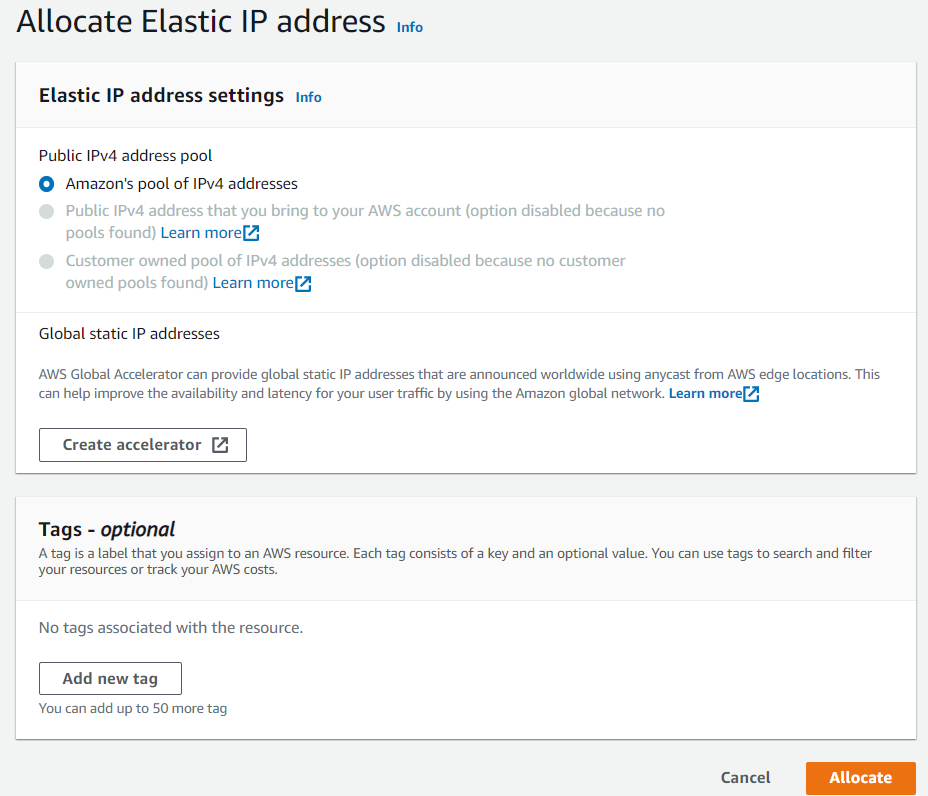 Allocate Elastic IP address Info
Elastic IP address settings Info
Public IPv4 address pool
Amazon's pool of IPv4 addresses
Public IPv4 address that you bring to your AWS account (option disabled because no
pools found) Learn more
Customer owned pool of IPv4 addresses (option disabled because no customer
owned pools found) Learn more
Global static IP addresses
AWS Global Accelerator can provide global static IP addresses that are announced worldwide using anycast from AWS edge locations. This
can help improve the availability and latency for your user traffic by using the Amazon global network. Learn more
Create accelerator
Tags - optional
A tag is a label that you assign to an AWS resource. Each tag consists of a key and an optional value. You can use tags to search and filter
your resources or track your AWS costs.
No tags associated with the resource.
Add new tag
You can add up to 50 more tag
Cancel Allocate